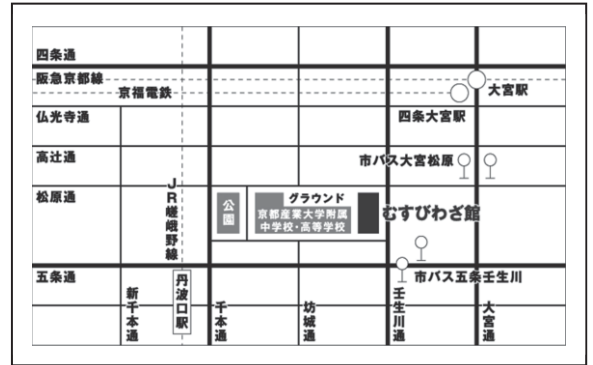 四条通
阪急京都線
京福電鉄
大宮駅
仏光寺通
四条大宮駅
高辻通
市バス大宮松原
松原通
JR嵯峨野線
公園
グラウンド
京都産業大学附属
中学校・高等学校
むすびわざ館
五条通
市バス五条壬生川
新千本通
丹波口駅
千本通
坊城通
壬生川通
大宮通